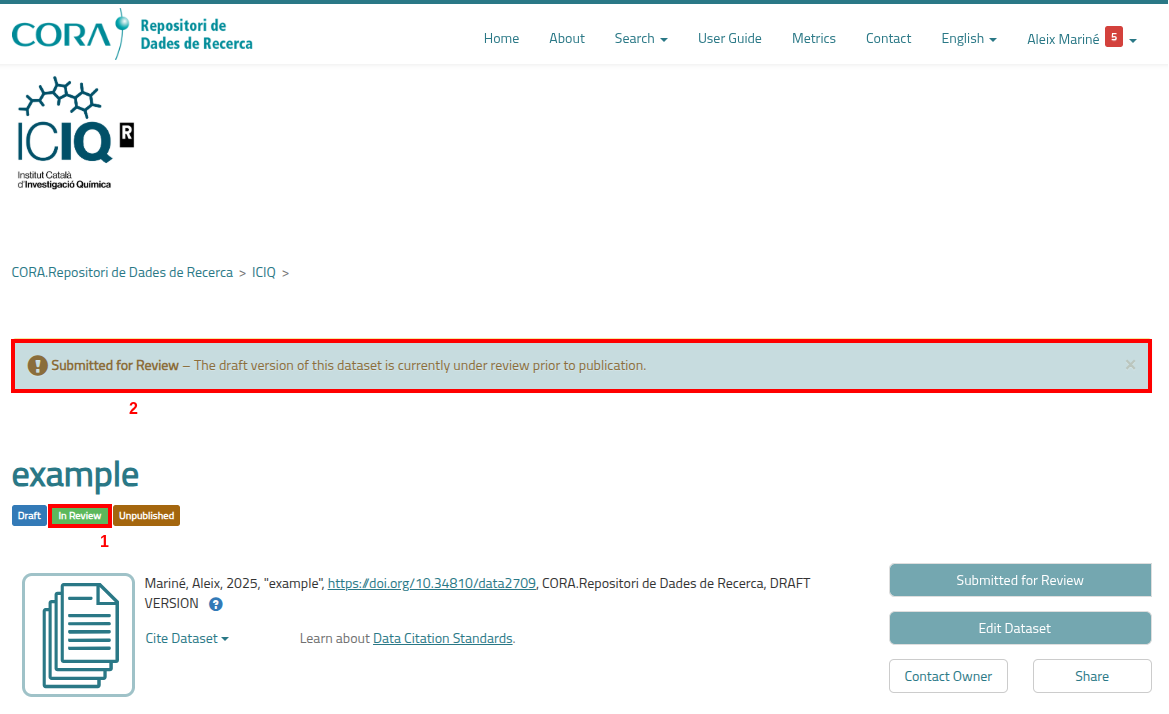 CORA Repositori de
Dades de Recerca
Home About Search User Guide Metrics Contact English Aleix Mariné 5
ICIQ R
Institut Català
d'Investigació Química
CORA.Repositori de Dades de Recerca > ICIQ >
! Submitted for Review – The draft version of this dataset is currently under review prior to publication. ×
2
example
Draft In Review Unpublished
1
Mariné, Aleix, 2025, "example", https://doi.org/10.34810/data2709, CORA.Repositori de Dades de Recerca, DRAFT
VERSION ?
Cite Dataset Learn about Data Citation Standards.
Submitted for Review
Edit Dataset
Contact Owner Share